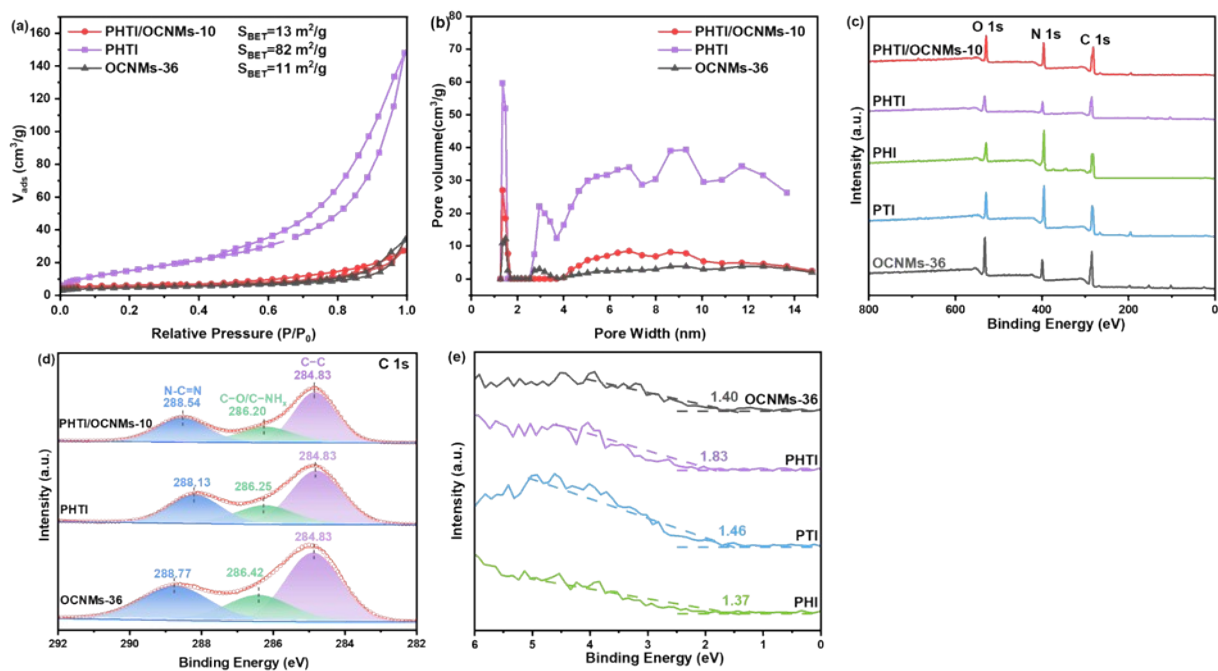 (a)
PHTI/OCNMs-10 S_BET=13 m²/g
PHTI S_BET=82 m²/g
OCNMs-36 S_BET=11 m²/g
V_ads (cm³/g)
160
140
120
100
80
60
40
20
0
0.0 0.2 0.4 0.6 0.8 1.0
Relative Pressure (P/P₀)
(b)
PHTI/OCNMs-10
PHTI
OCNMs-36
Pore volunme(cm³/g)
80
70
60
50
40
30
20
10
0
0 2 4 6 8 10 12 14
Pore Width (nm)
(c)
O 1s N 1s C 1s
PHTI/OCNMs-10
PHTI
PHI
PTI
OCNMs-36
Intensity (a.u.)
800 600 400 200 0
Binding Energy (eV)
(d)
C 1s
C−C
284.83
N-C=N
288.54
C−O/C−NHₓ
286.20
PHTI/OCNMs-10
288.13
286.25
284.83
PHTI
288.77
286.42
284.83
OCNMs-36
Intensity (a.u.)
292 290 288 286 284 282
Binding Energy (eV)
(e)
1.40
OCNMs-36
1.83
PHTI
1.46
PTI
1.37
PHI
Intensity (a.u.)
6 5 4 3 2 1 0
Binding Energy (eV)